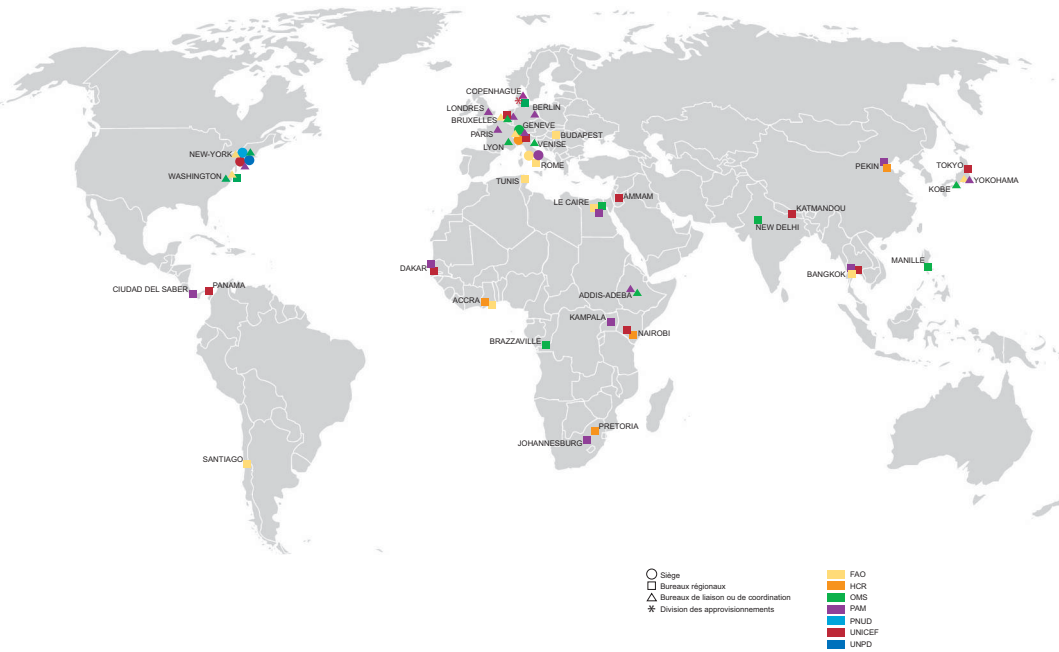 COPENHAGUE
LONDRES
BERLIN
BRUXELLES
GENEVE
PARIS
BUDAPEST
LYON
VENISE
NEW-YORK
ROME
WASHINGTON
TUNIS
PEKIN
TOKYO
YOKOHAMA
KOBE
LE CAIRE
AMMAM
KATMANDOU
NEW DELHI
MANILLE
DAKAR
BANGKOK
CIUDAD DEL SABER
PANAMA
ADDIS-ADEBA
ACCRA
KAMPALA
NAIROBI
BRAZZAVILLE
PRETORIA
JOHANNESBURG
SANTIAGO
Siège
Bureaux régionaux
Bureaux de liaison ou de coordination
Division des approvisionnements
FAO
HCR
OMS
PAM
PNUD
UNICEF
UNPD